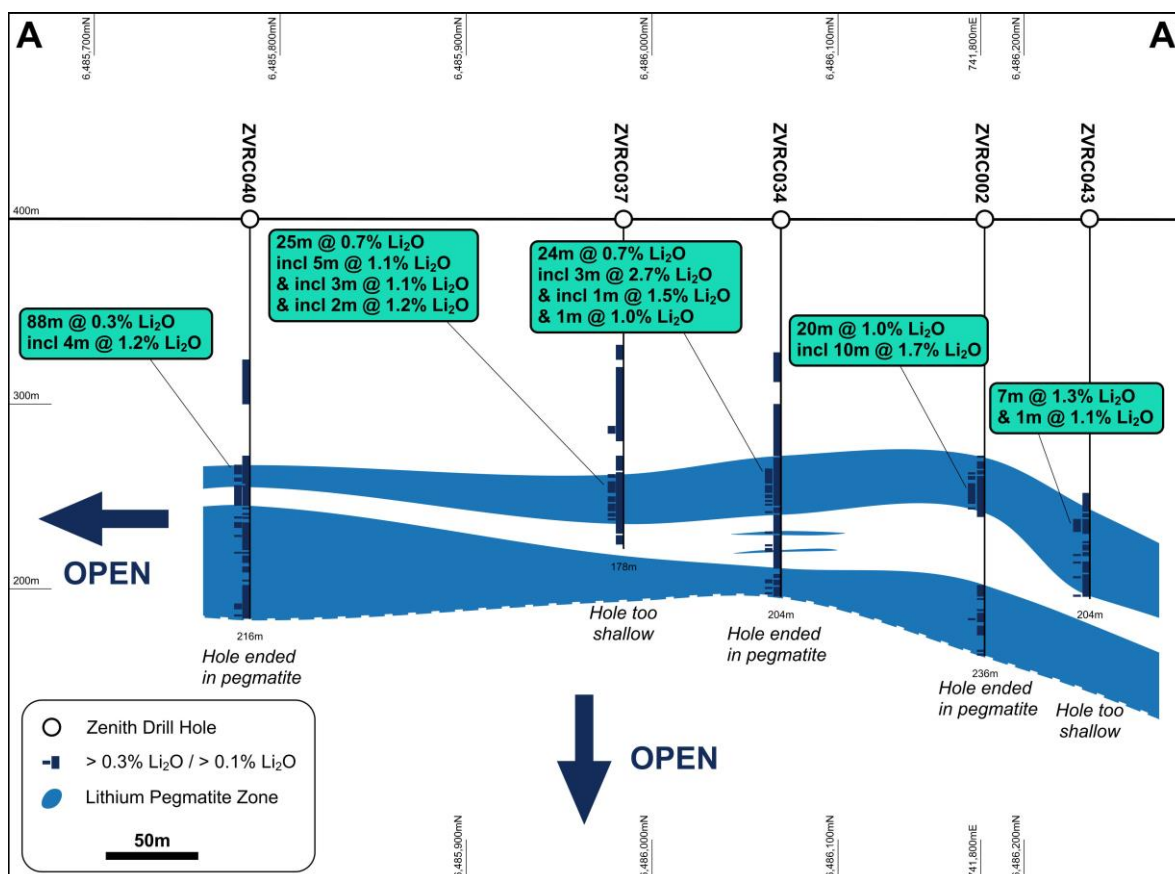 A
A
6,485,700mN
6,485,800mN
6,485,900mN
6,486,000mN
6,486,100mN
741,800mE
6,486,200mN
ZVRC040
ZVRC037
ZVRC034
ZVRC002
ZVRC043
400m
25m @ 0.7% Li₂O
incl 5m @ 1.1% Li₂O
& incl 3m @ 1.1% Li₂O
& incl 2m @ 1.2% Li₂O
24m @ 0.7% Li₂O
incl 3m @ 2.7% Li₂O
& incl 1m @ 1.5% Li₂O
& 1m @ 1.0% Li₂O
88m @ 0.3% Li₂O
incl 4m @ 1.2% Li₂O
20m @ 1.0% Li₂O
incl 10m @ 1.7% Li₂O
7m @ 1.3% Li₂O
& 1m @ 1.1% Li₂O
300m
OPEN
200m
216m
Hole ended
in pegmatite
178m
Hole too
shallow
204m
Hole ended
in pegmatite
236m
Hole ended
in pegmatite
204m
Hole too
shallow
OPEN
Zenith Drill Hole
> 0.3% Li₂O / > 0.1% Li₂O
Lithium Pegmatite Zone
50m
6,485,900mN
6,486,000mN
6,486,100mN
741,800mE
6,486,200mN